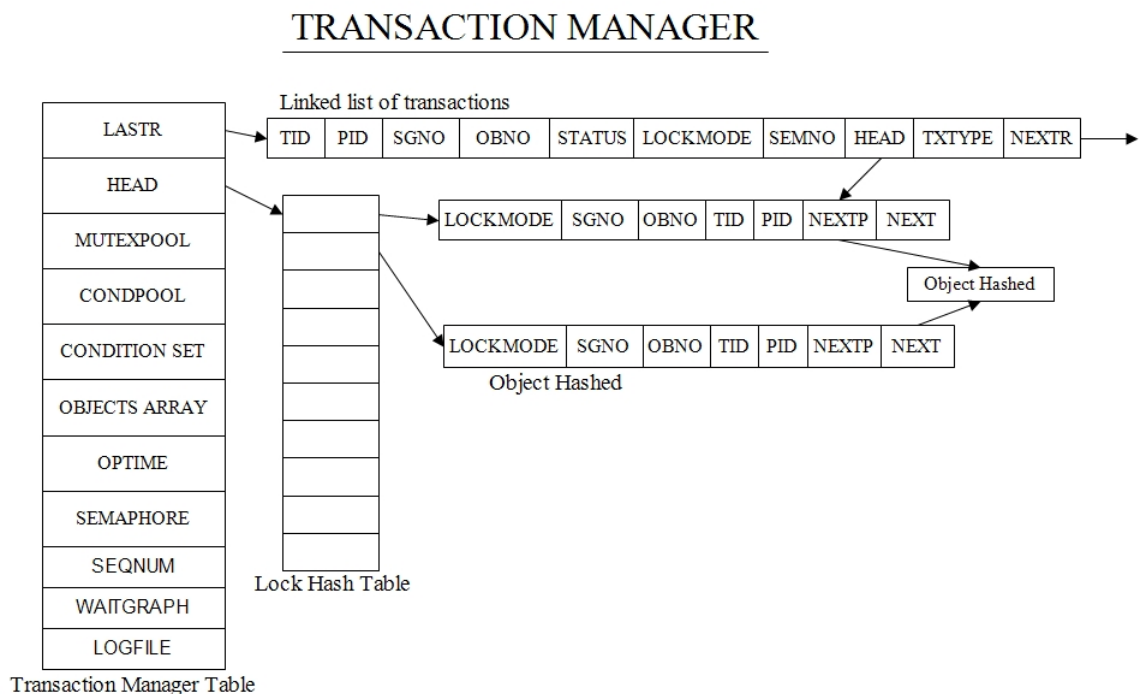 TRANSACTION MANAGER
Linked list of transactions
LASTR
TID PID SGNO OBNO STATUS LOCKMODE SEMNO HEAD TXTYPE NEXTR
HEAD
LOCKMODE SGNO OBNO TID PID NEXTP NEXT
MUTEXPOOL
Object Hashed
CONDPOOL
CONDITION SET
LOCKMODE SGNO OBNO TID PID NEXTP NEXT
Object Hashed
OBJECTS ARRAY
OPTIME
SEMAPHORE
SEQNUM
Lock Hash Table
WAITGRAPH
LOGFILE
Transaction Manager Table